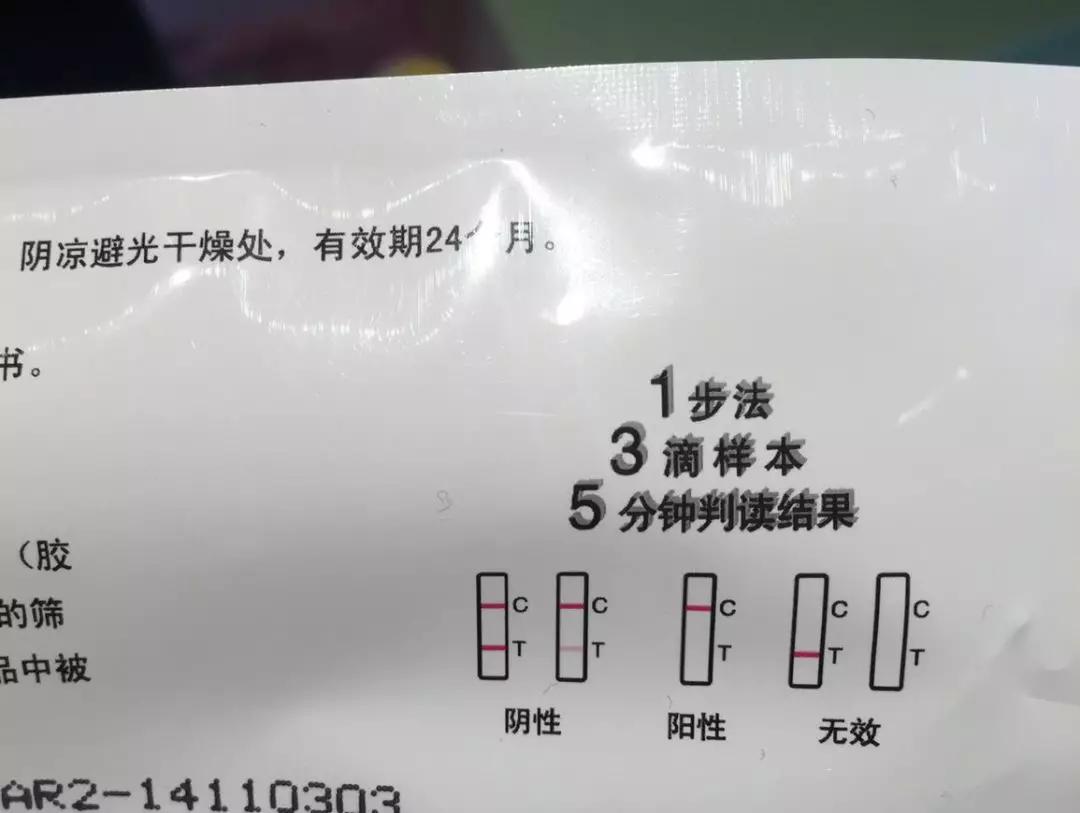 阴凉避光干燥处，有效期24个月。
书。
1步法
3滴样本
5分钟判读结果
（胶
的筛
品中被
C C C C C
T T T T T
阴性 阳性 无效
AR2-14110303